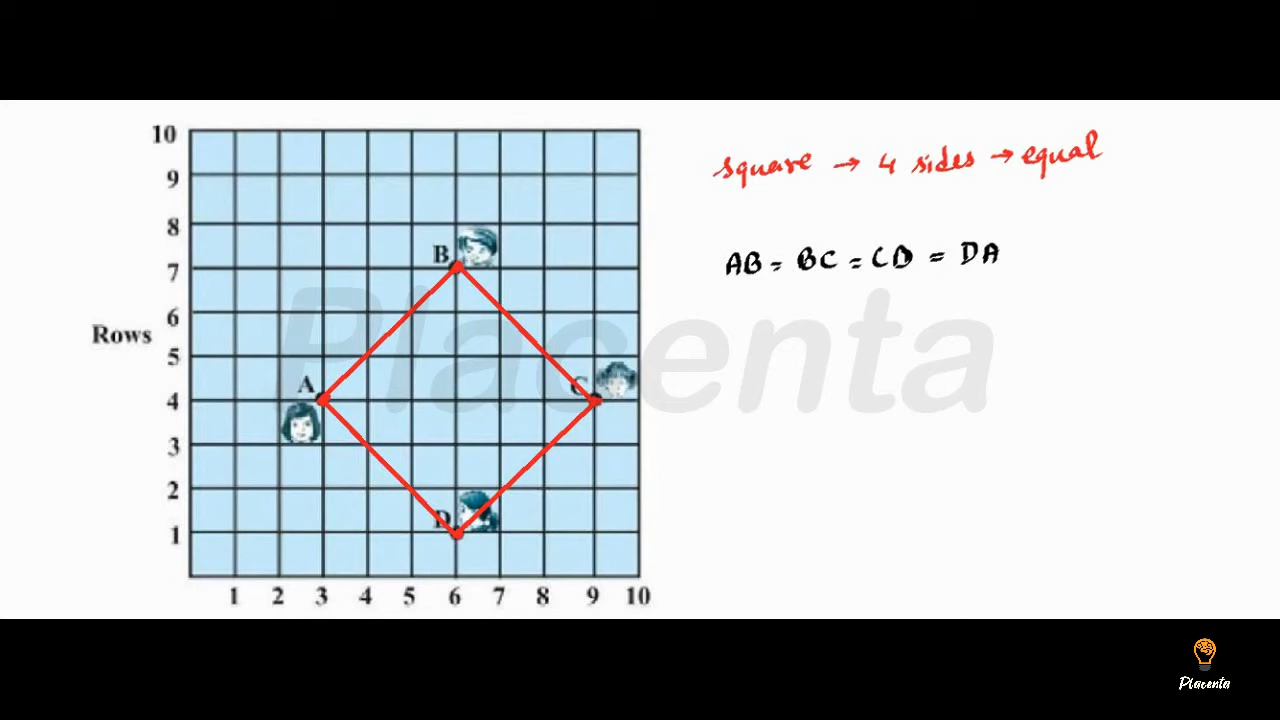 10
9
8
7
6
5
4
3
2
1
Rows
B
A
C
D
1 2 3 4 5 6 7 8 9 10
square → 4 sides → equal
AB = BC = CD = DA
Placenta
Placenta